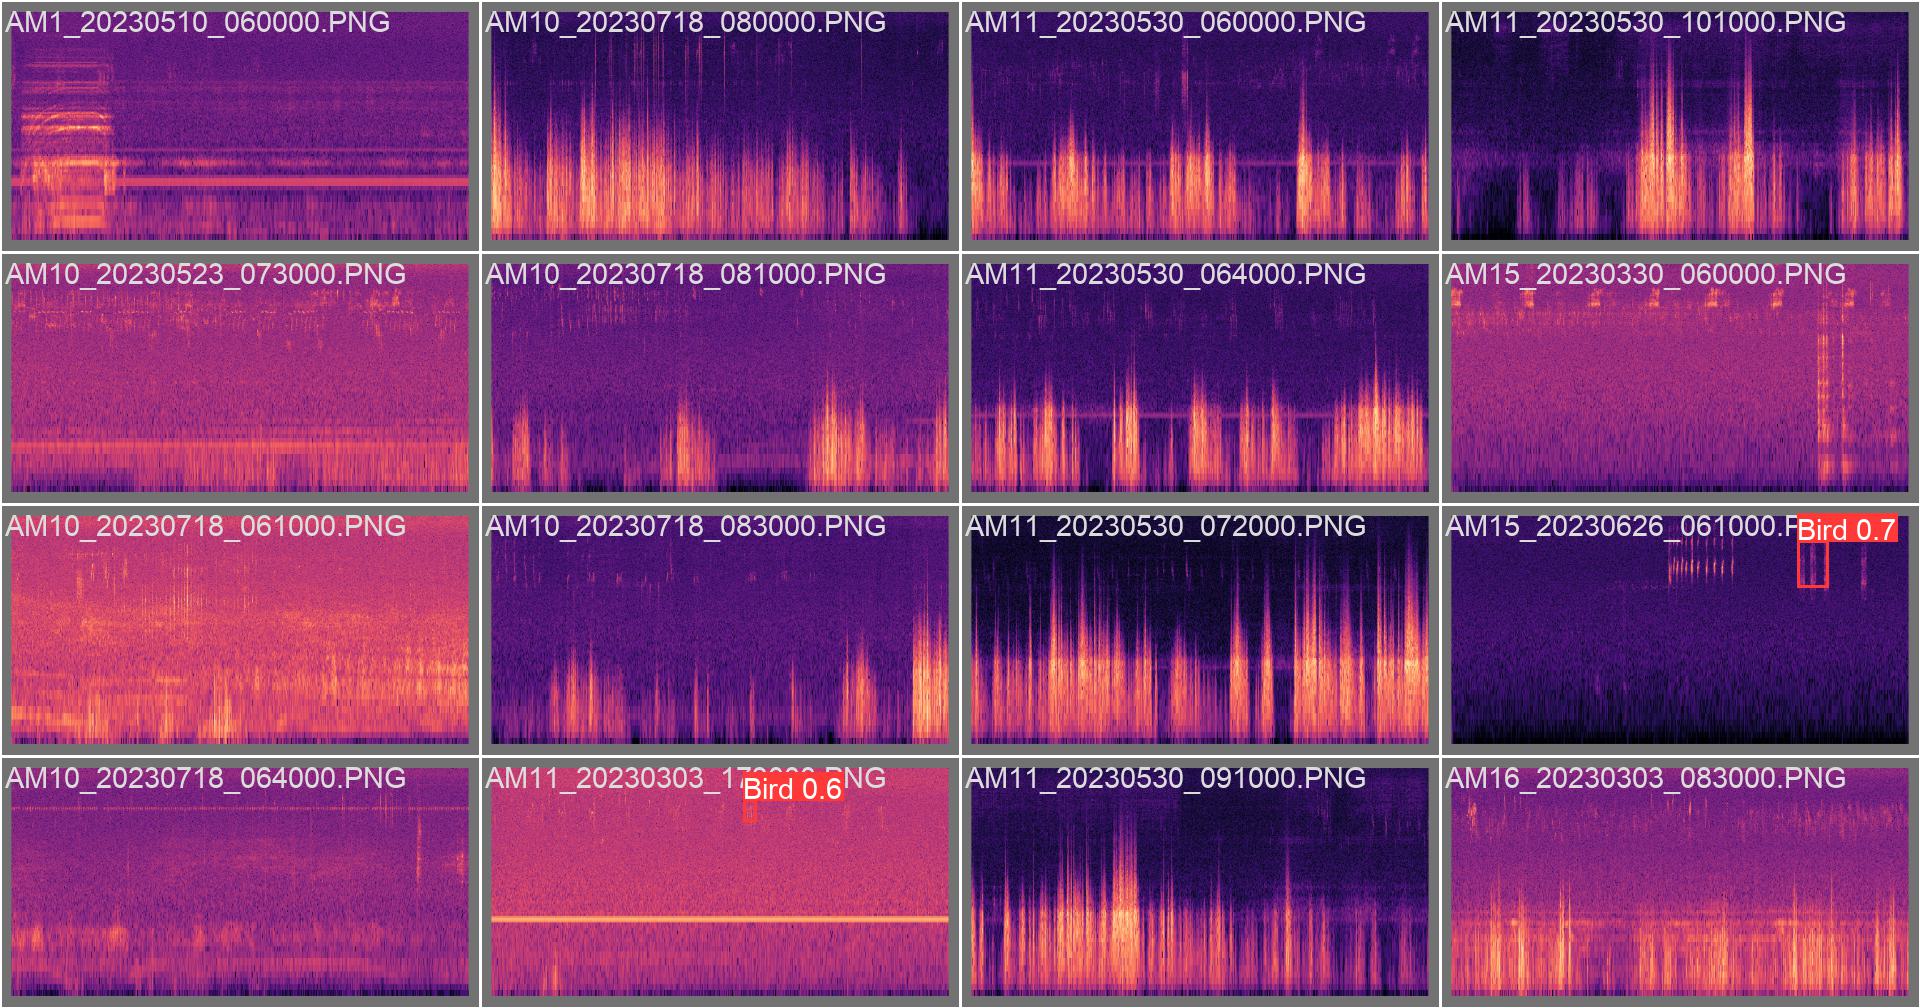 AM1_20230510_060000.PNG
AM10_20230718_080000.PNG
AM11_20230530_060000.PNG
AM11_20230530_101000.PNG
AM10_20230523_073000.PNG
AM10_20230718_081000.PNG
AM11_20230530_064000.PNG
AM15_20230330_060000.PNG
AM10_20230718_061000.PNG
AM10_20230718_083000.PNG
AM11_20230530_072000.PNG
AM15_20230626_061000.P
Bird 0.7
AM10_20230718_064000.PNG
AM11_20230303_17
NG
Bird 0.6
AM11_20230530_091000.PNG
AM16_20230303_083000.PNG